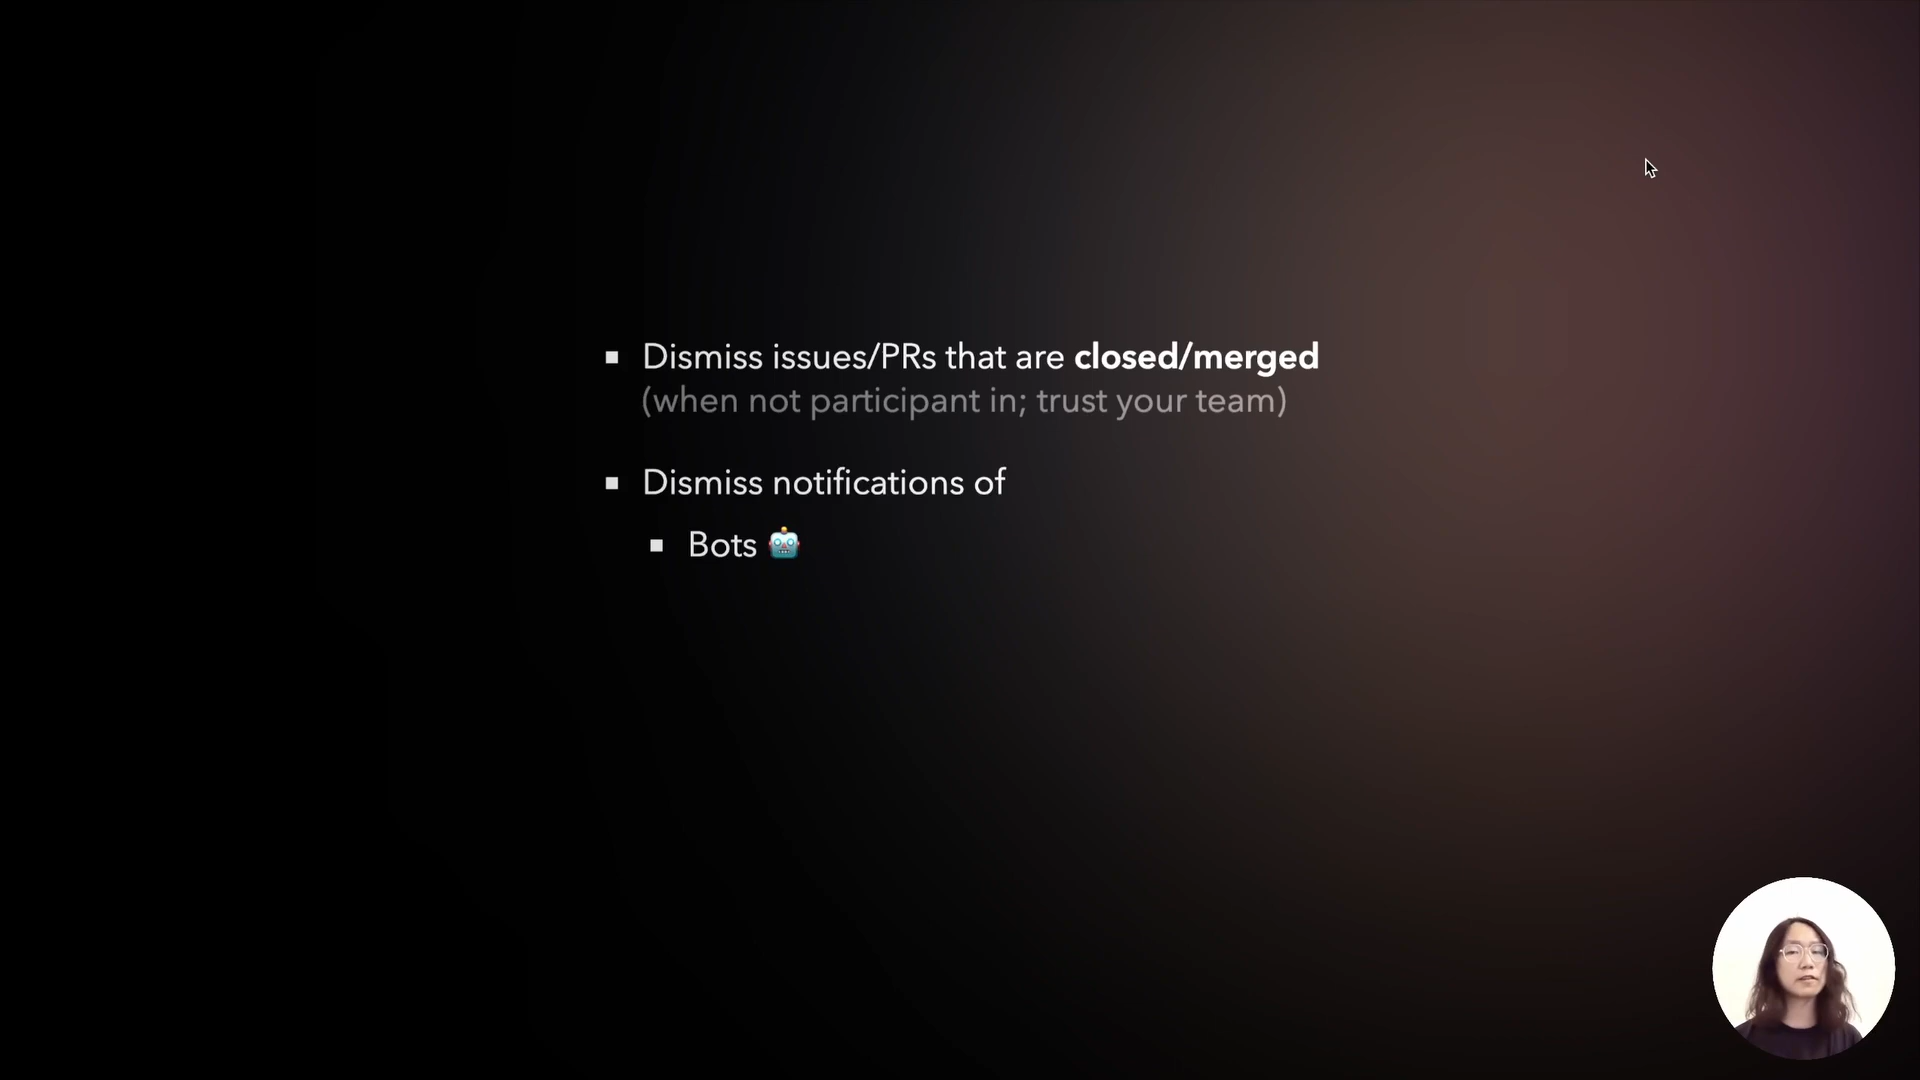 ▪ Dismiss issues/PRs that are closed/merged
(when not participant in; trust your team)
▪ Dismiss notifications of
▪ Bots 🤖